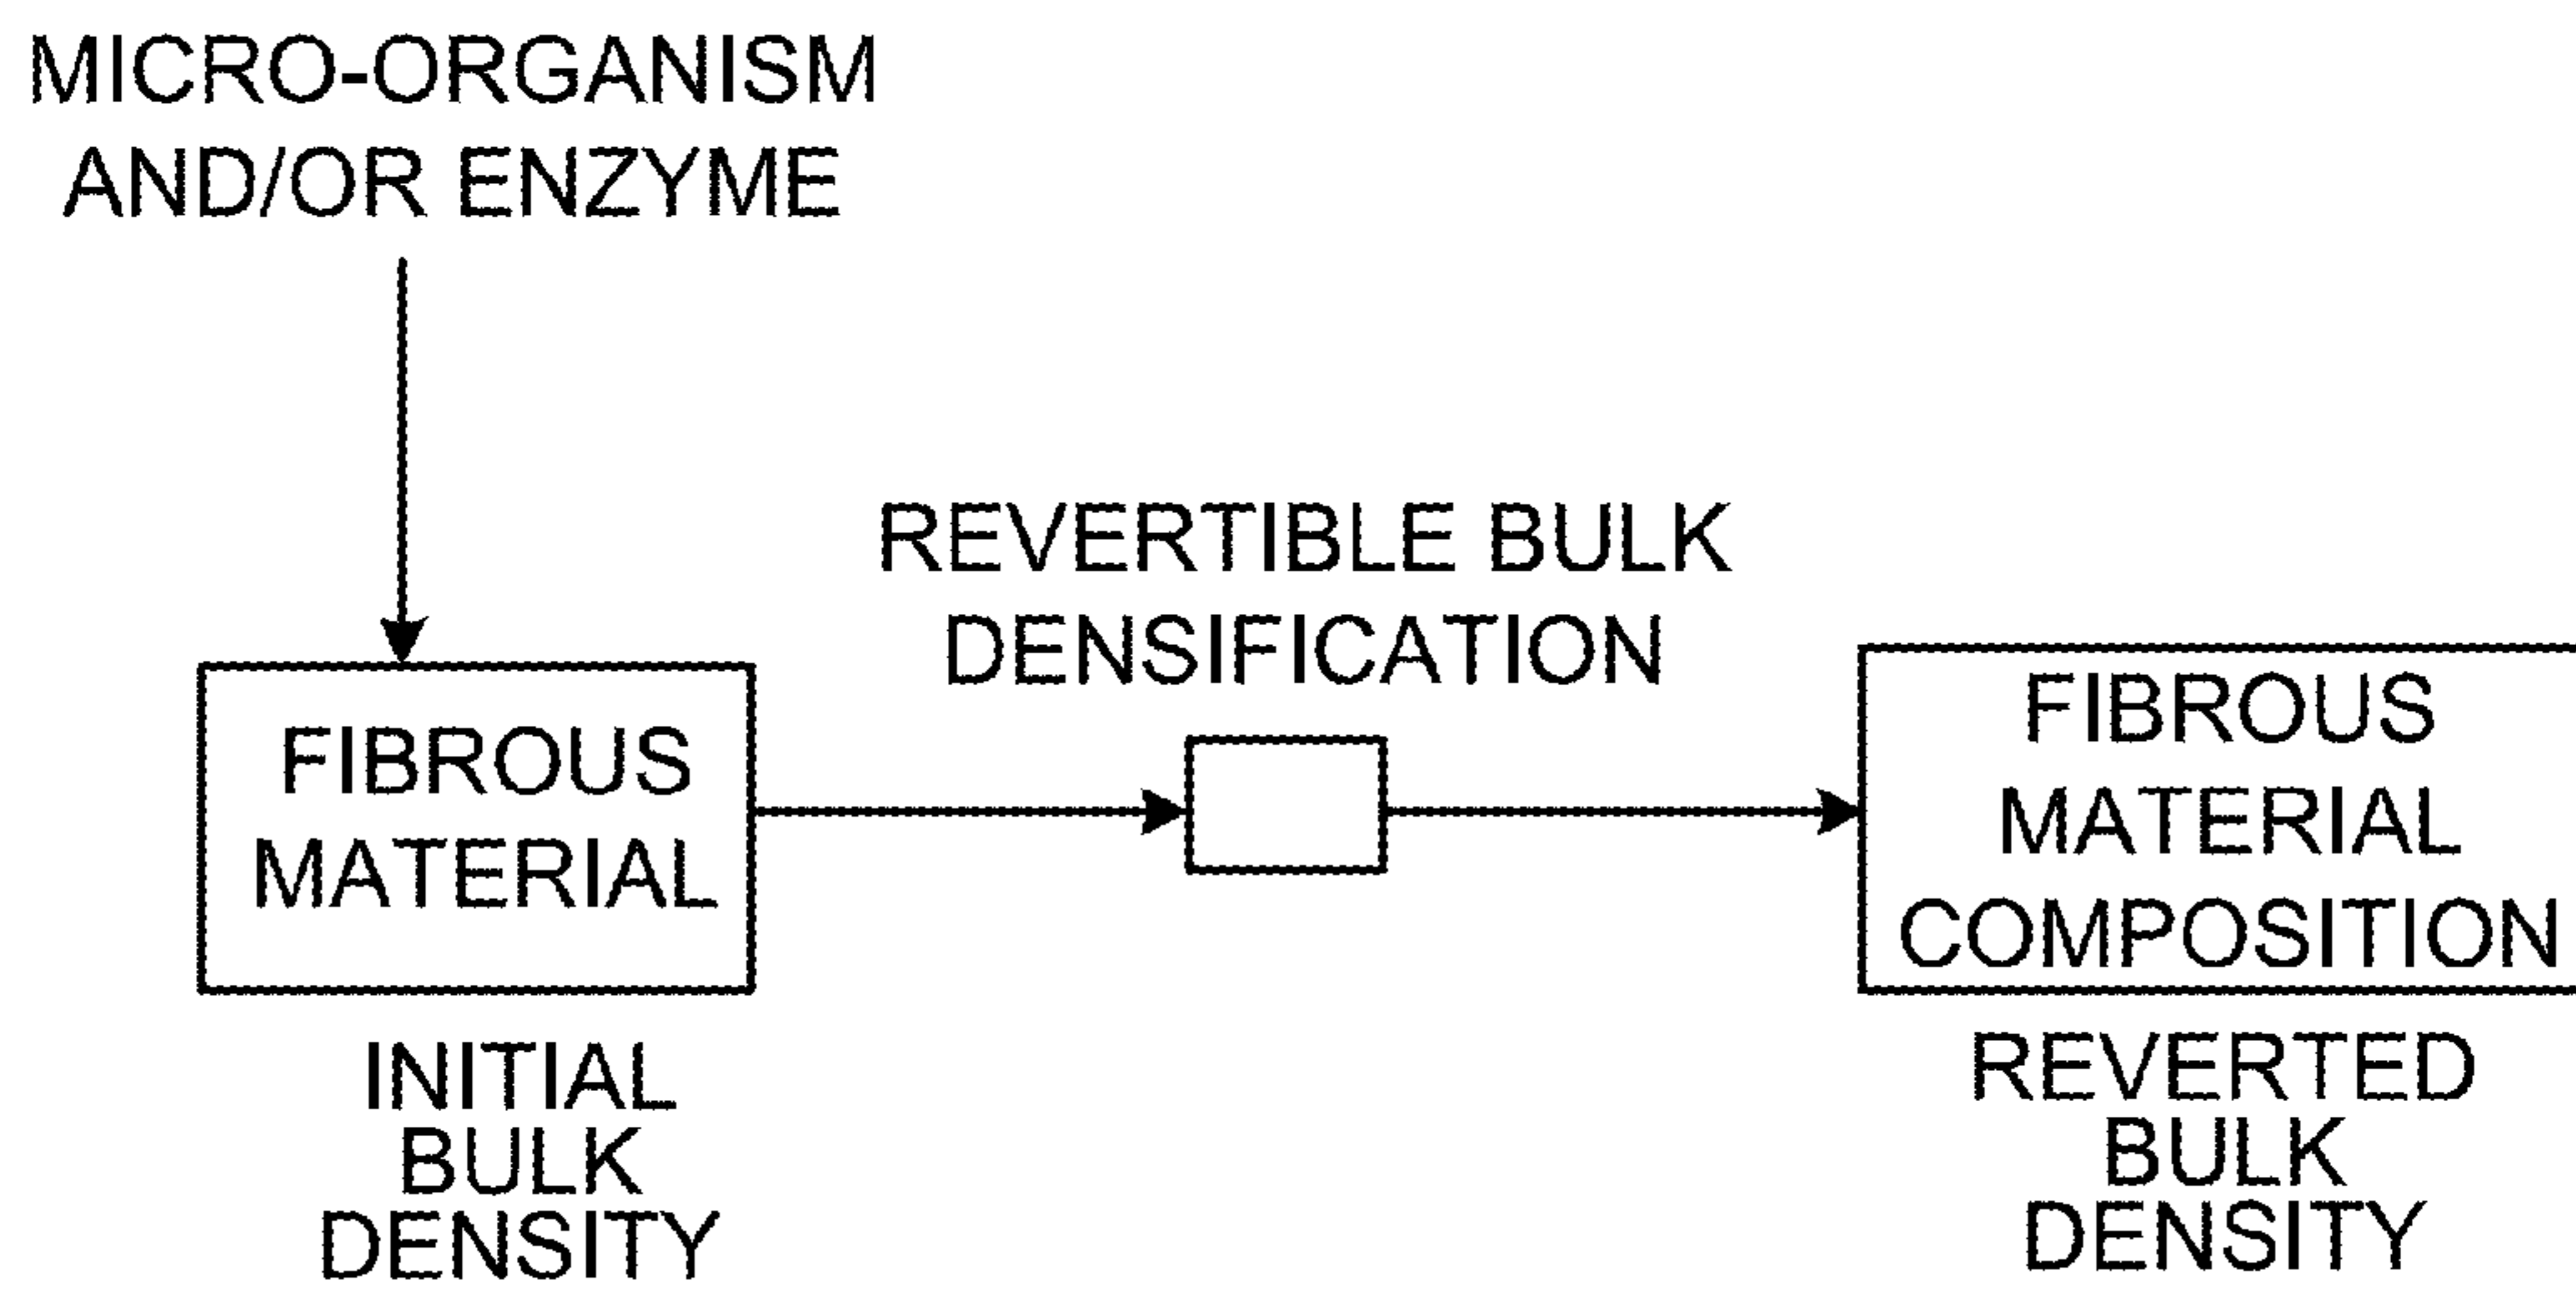 MICRO-ORGANISM
AND/OR ENZYME
REVERTIBLE BULK
DENSIFICATION
FIBROUS
MATERIAL
FIBROUS
MATERIAL
COMPOSITION
INITIAL
BULK
DENSITY
REVERTED
BULK
DENSITY